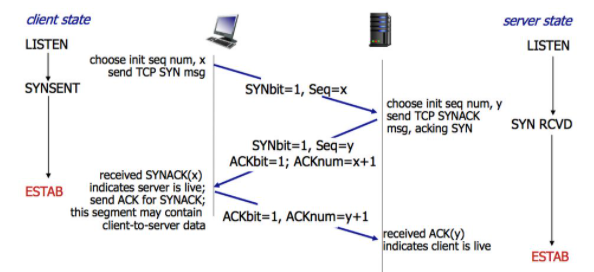 client state
server state
LISTEN
LISTEN
choose init seq num, x
send TCP SYN msg
SYNSENT
SYNbit=1, Seq=x
choose init seq num, y
send TCP SYNACK
msg, acking SYN
SYN RCVD
SYNbit=1, Seq=y
ACKbit=1; ACKnum=x+1
received SYNACK(x)
indicates server is live;
send ACK for SYNACK;
this segment may contain
client-to-server data
ESTAB
ACKbit=1, ACKnum=y+1
received ACK(y)
indicates client is live
ESTAB